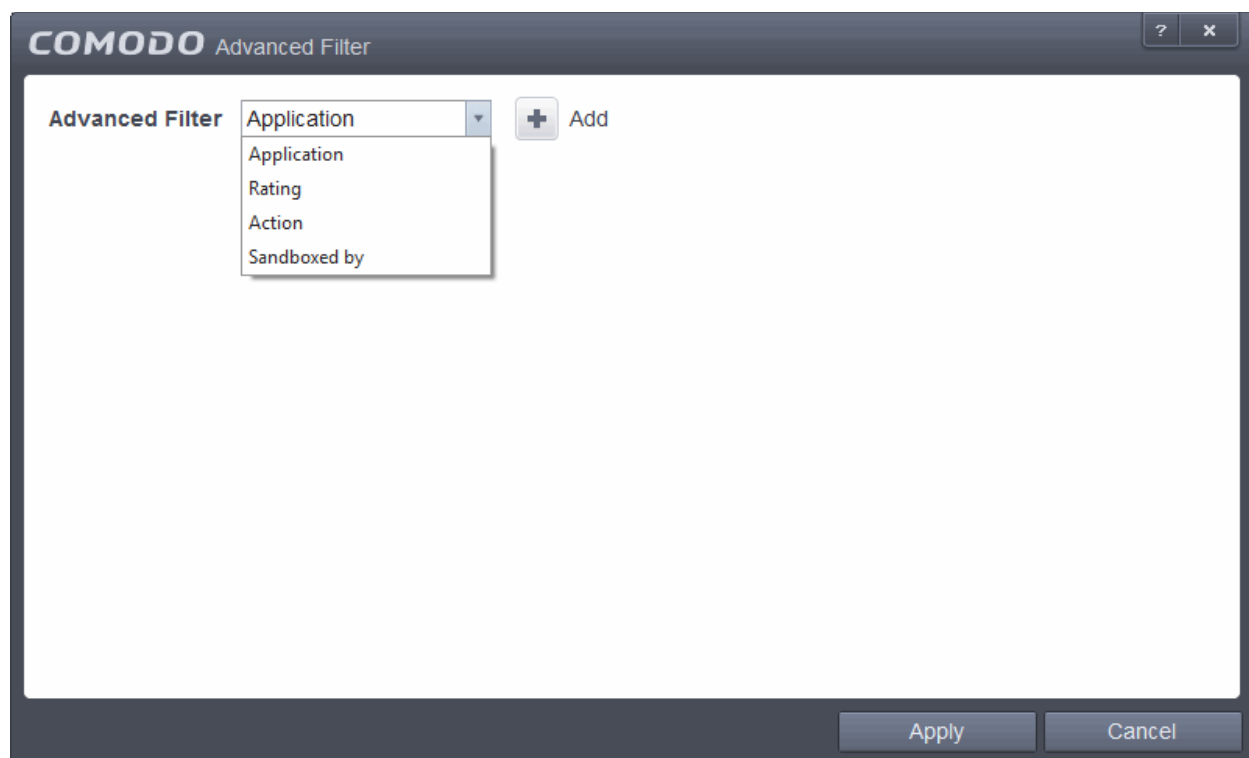 COMODO Advanced Filter ? ×
Advanced Filter Application Add
Application
Rating
Action
Sandboxed by
Apply Cancel